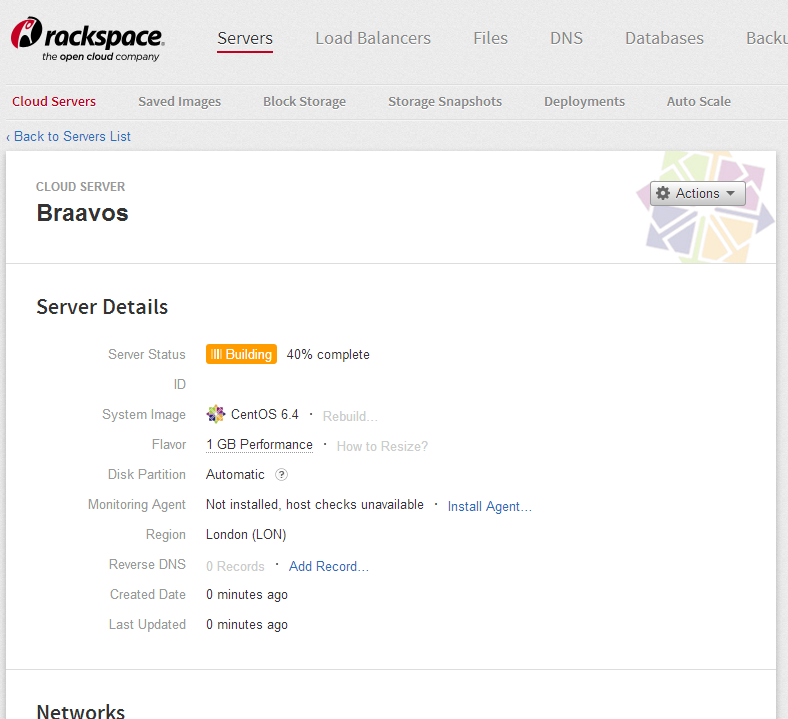 rackspace.
the open cloud company
Servers Load Balancers Files DNS Databases Backu
Cloud Servers Saved Images Block Storage Storage Snapshots Deployments Auto Scale
‹ Back to Servers List
CLOUD SERVER
Braavos
Actions
Server Details
Server Status Building 40% complete
ID
System Image CentOS 6.4 · Rebuild...
Flavor 1 GB Performance · How to Resize?
Disk Partition Automatic ?
Monitoring Agent Not installed, host checks unavailable · Install Agent...
Region London (LON)
Reverse DNS 0 Records · Add Record...
Created Date 0 minutes ago
Last Updated 0 minutes ago
Networks